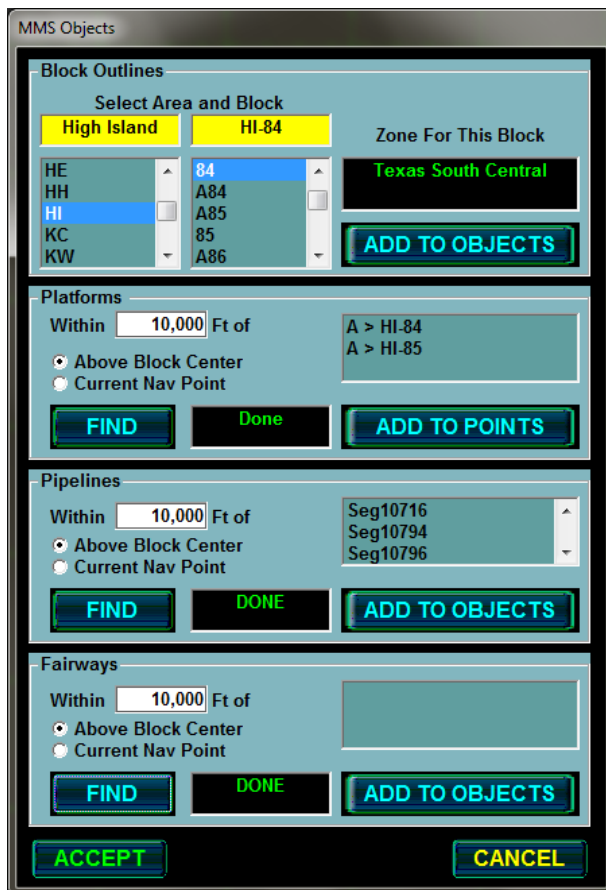 MMS Objects
Block Outlines
Select Area and Block
High Island HI-84
Zone For This Block
HE
HH
HI
KC
KW
84
A84
A85
85
A86
Texas South Central
ADD TO OBJECTS
Platforms
Within 10,000 Ft of
Above Block Center
Current Nav Point
A > HI-84
A > HI-85
FIND
Done
ADD TO POINTS
Pipelines
Within 10,000 Ft of
Above Block Center
Current Nav Point
Seg10716
Seg10794
Seg10796
FIND
DONE
ADD TO OBJECTS
Fairways
Within 10,000 Ft of
Above Block Center
Current Nav Point
FIND
DONE
ADD TO OBJECTS
ACCEPT
CANCEL